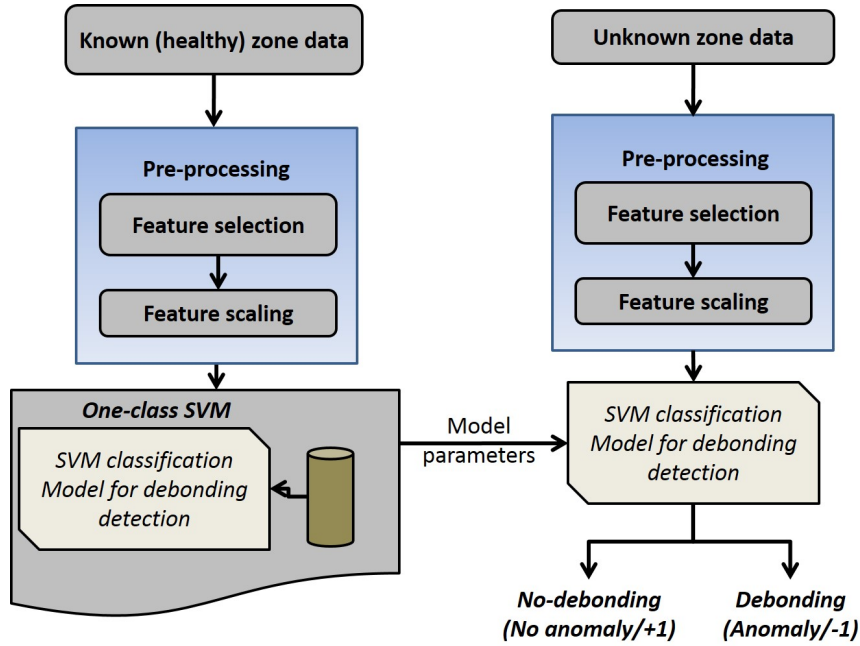 Known (healthy) zone data
Pre-processing
Feature selection
Feature scaling
One-class SVM
SVM classification
Model for debonding
detection
Model
parameters
Unknown zone data
Pre-processing
Feature selection
Feature scaling
SVM classification
Model for debonding
detection
No-debonding
(No anomaly/+1)
Debonding
(Anomaly/-1)